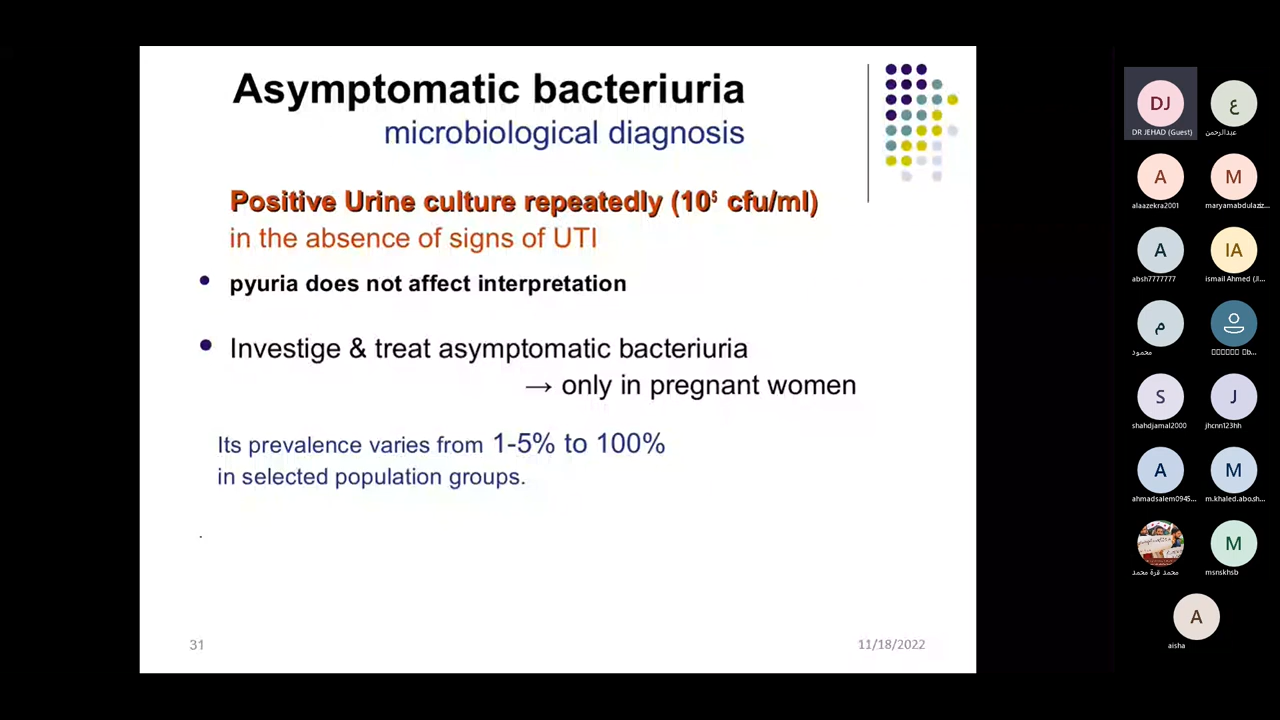 Asymptomatic bacteriuria
microbiological diagnosis
Positive Urine culture repeatedly (10⁵ cfu/ml)
in the absence of signs of UTI
• pyuria does not affect interpretation
• Investige & treat asymptomatic bacteriuria
→ only in pregnant women
Its prevalence varies from 1-5% to 100%
in selected population groups.
.
31
11/18/2022
DJ
DR JEHAD (Guest)
ع
عبدالرحمن
A
alaazekra2001
M
maryamabdulaziz...
A
absh7777777
IA
ismail Ahmed (JI...
م
محمود
S
shahdjamal2000
J
jhcnn123hh
A
ahmadsalem0945...
M
m.khaled.abo.sh...
محمد قرة محمد
M
msnskhsb
A
aisha